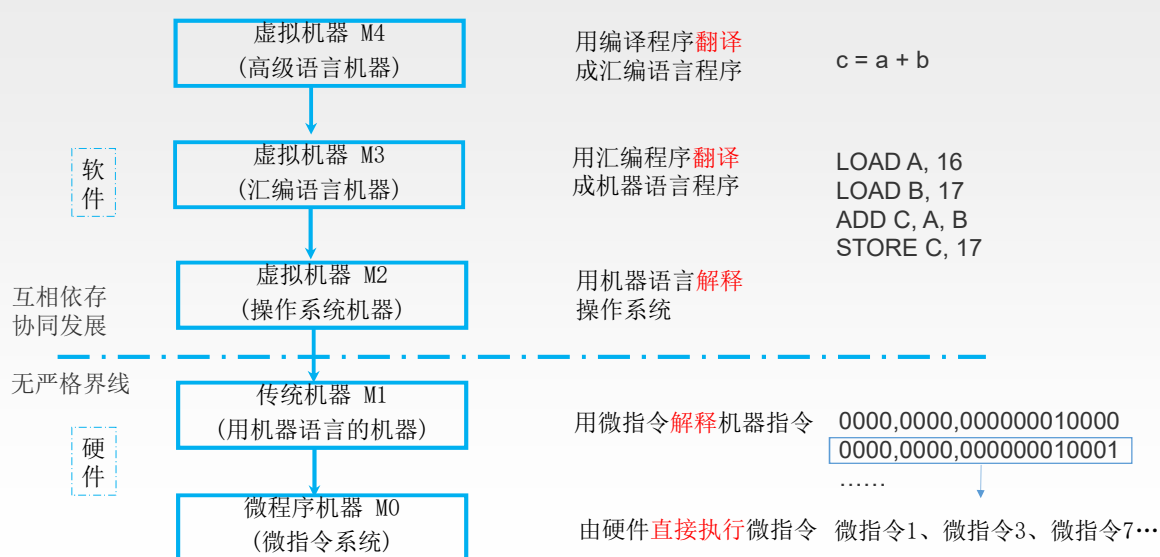 虚拟机器 M4
(高级语言机器)
用编译程序翻译
成汇编语言程序
c = a + b
软
件
虚拟机器 M3
(汇编语言机器)
用汇编程序翻译
成机器语言程序
LOAD A, 16
LOAD B, 17
ADD C, A, B
STORE C, 17
虚拟机器 M2
(操作系统机器)
用机器语言解释
操作系统
互相依存
协同发展
无严格界线
传统机器 M1
(用机器语言的机器)
用微指令解释机器指令
0000,0000,000000010000
0000,0000,000000010001
……
硬
件
微程序机器 M0
(微指令系统)
由硬件直接执行微指令
微指令1、微指令3、微指令7…